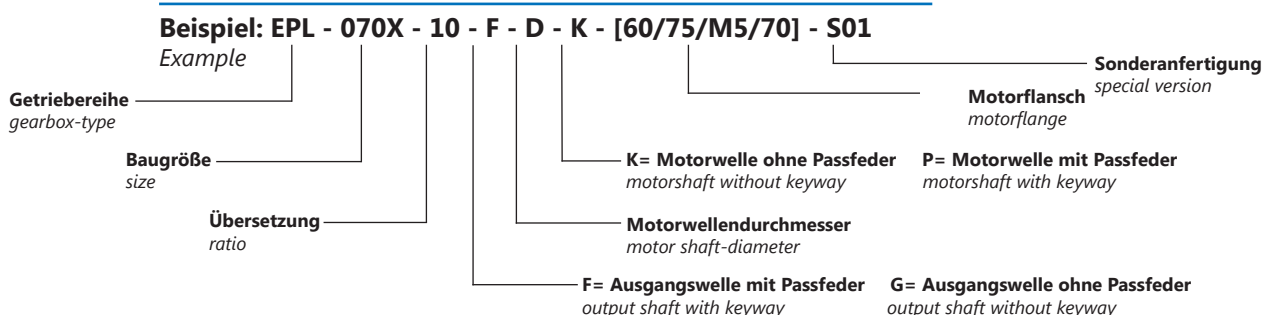 Beispiel: EPL - 070X - 10 - F - D - K - [60/75/M5/70] - S01
Example
Sonderanfertigung
special version
Getriebereihe
gearbox-type
Motorflansch
motorflange
Baugröße
size
K= Motorwelle ohne Passfeder P= Motorwelle mit Passfeder
motorshaft without keyway motorshaft with keyway
Übersetzung
ratio
Motorwellendurchmesser
motor shaft-diameter
F= Ausgangswelle mit Passfeder G= Ausgangswelle ohne Passfeder
output shaft with keyway output shaft without keyway